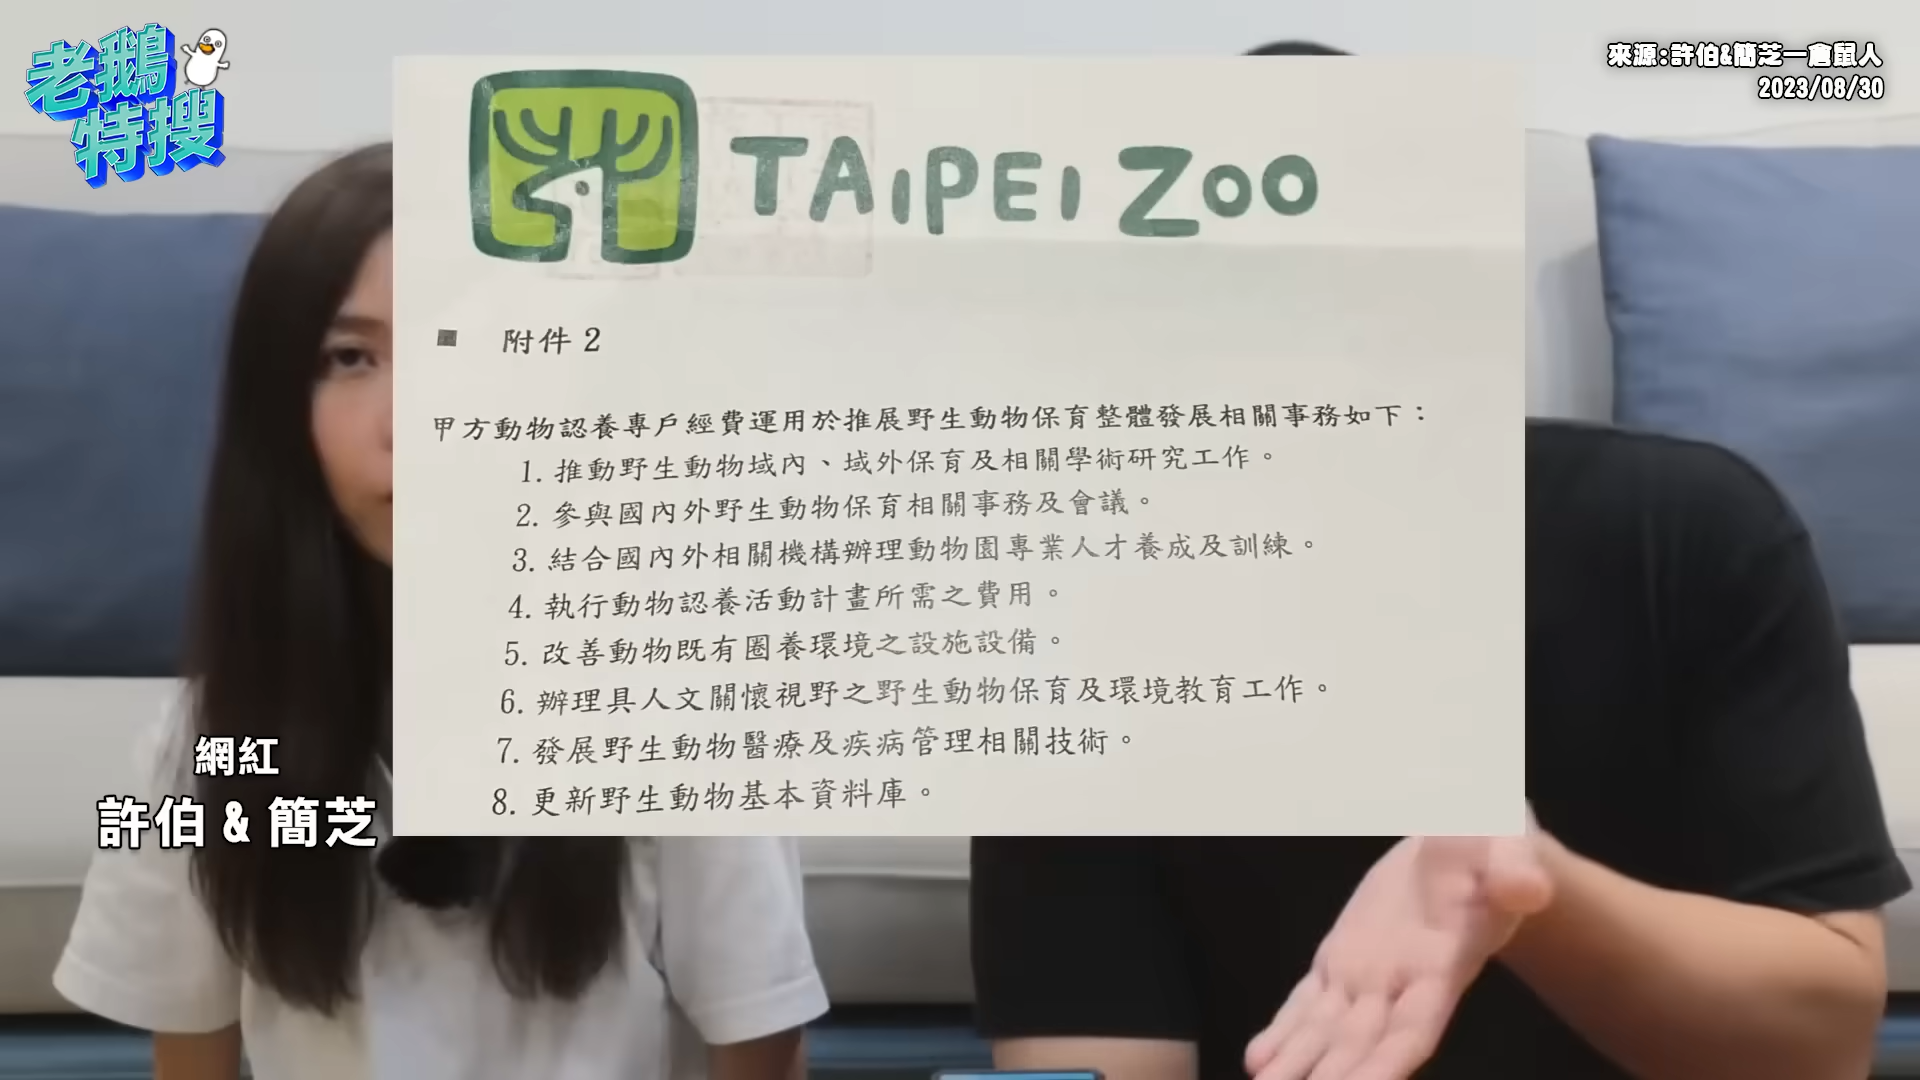 老鵝
特搜
來源:許伯&簡芝一倉鼠人
2023/08/30
TAIPEI ZOO
附件 2
甲方動物認養專戶經費運用於推展野生動物保育整體發展相關事務如下：
1. 推動野生動物域內、域外保育及相關學術研究工作。
2. 參與國內外野生動物保育相關事務及會議。
3. 結合國內外相關機構辦理動物園專業人才養成及訓練。
4. 執行動物認養活動計畫所需之費用。
5. 改善動物既有圈養環境之設施設備。
6. 辦理具人文關懷視野之野生動物保育及環境教育工作。
7. 發展野生動物醫療及疾病管理相關技術。
8. 更新野生動物基本資料庫。
網紅
許伯 & 簡芝